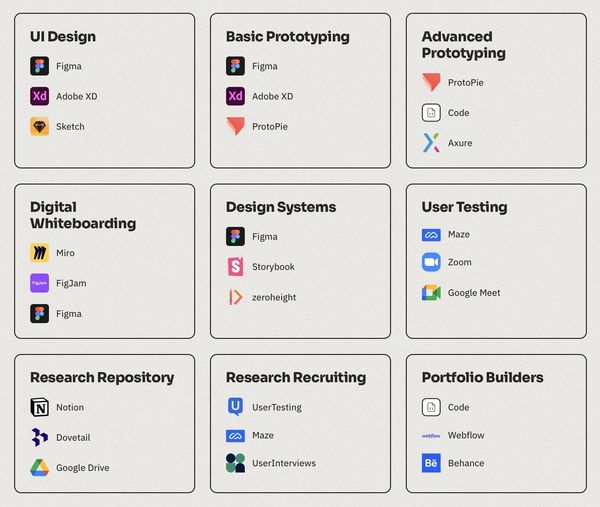 UI Design
Figma
Xd
Adobe XD
Sketch
Basic Prototyping
Figma
Xd
Adobe XD
ProtoPie
Advanced
Prototyping
ProtoPie
Code
Axure
Digital
Whiteboarding
Miro
FigJam
FigJam
Figma
Design Systems
Figma
S
Storybook
zeroheight
User Testing
Maze
Zoom
Google Meet
Research Repository
N
Notion
Dovetail
Google Drive
Research Recruiting
U
UserTesting
Maze
UserInterviews
Portfolio Builders
Code
webflow
Webflow
Bē
Behance